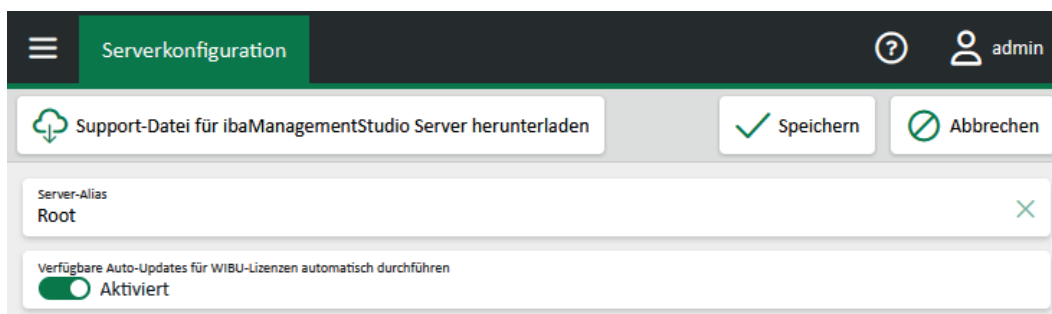 Serverkonfiguration
admin
Support-Datei für ibaManagementStudio Server herunterladen
Speichern
Abbrechen
Server-Alias
Root
Verfügbare Auto-Updates für WIBU-Lizenzen automatisch durchführen
Aktiviert